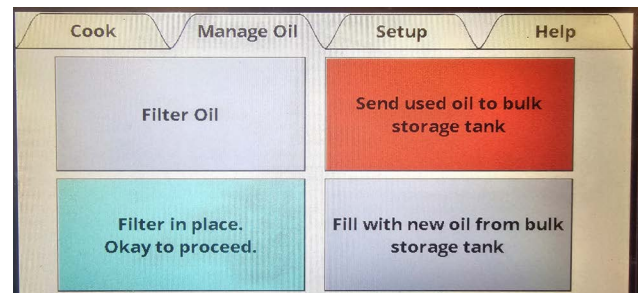 Cook Manage Oil Setup Help
Filter Oil
Send used oil to bulk
storage tank
Filter in place.
Okay to proceed.
Fill with new oil from bulk
storage tank